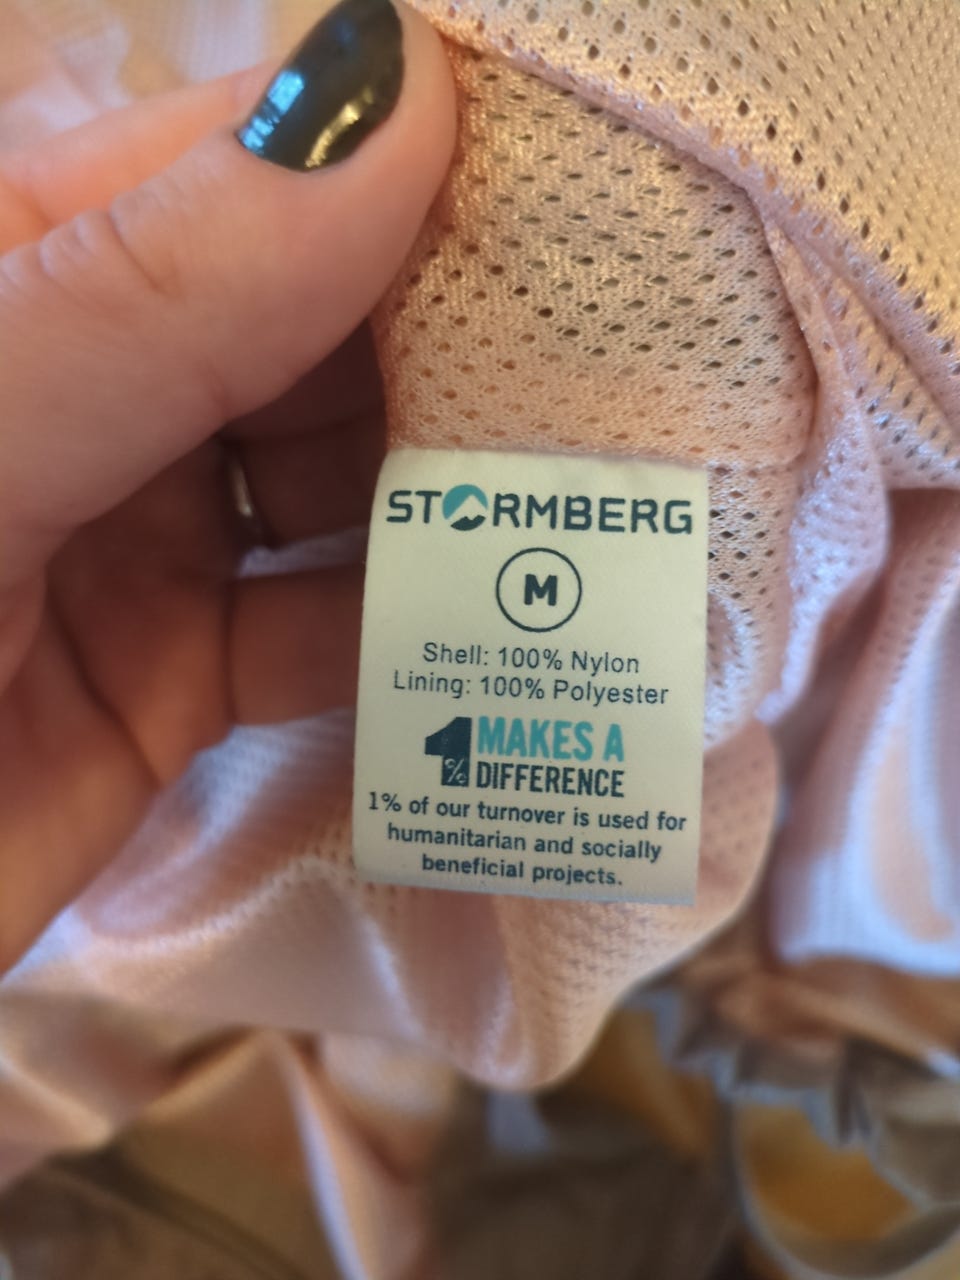 STORMBERG
M
Shell: 100% Nylon
Lining: 100% Polyester
1% MAKES A
DIFFERENCE
1% of our turnover is used for
humanitarian and socially
beneficial projects.